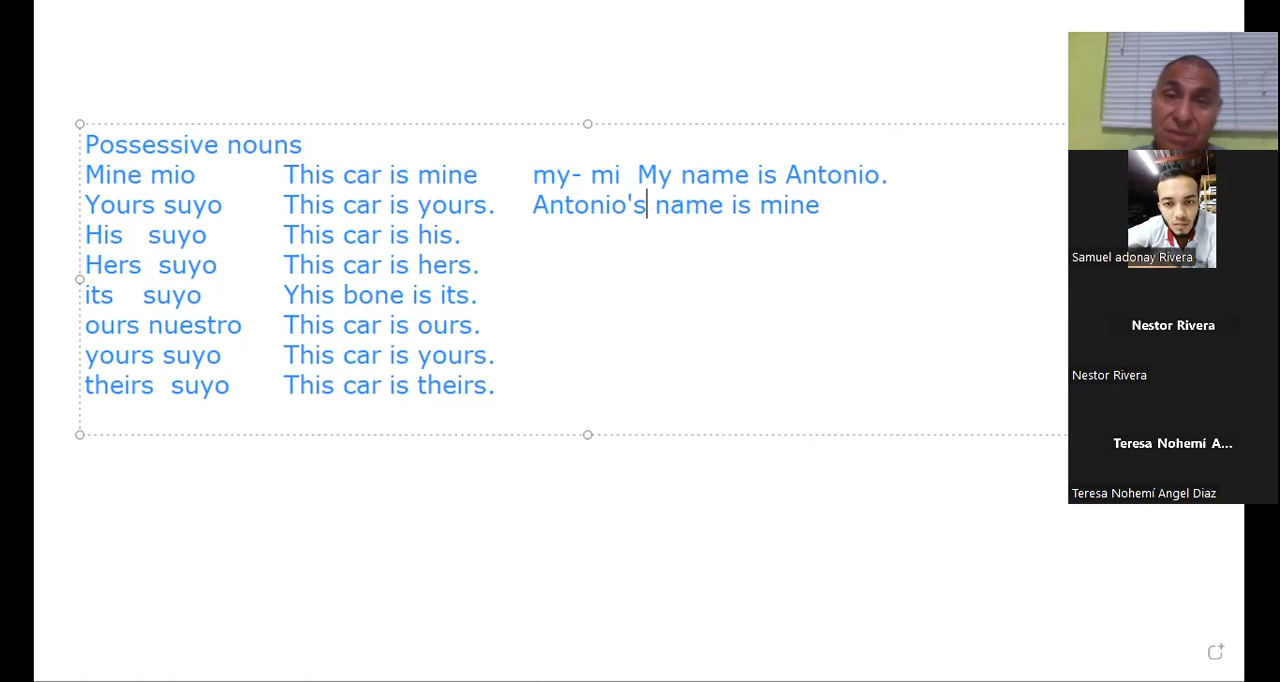 Possessive nouns
Mine mio This car is mine my- mi My name is Antonio.
Yours suyo This car is yours. Antonio's name is mine
His suyo This car is his.
Hers suyo This car is hers.
its suyo Yhis bone is its.
ours nuestro This car is ours.
yours suyo This car is yours.
theirs suyo This car is theirs.
Samuel adonay Rivera
Nestor Rivera
Nestor Rivera
Teresa Nohemí A...
Teresa Nohemí Angel Diaz